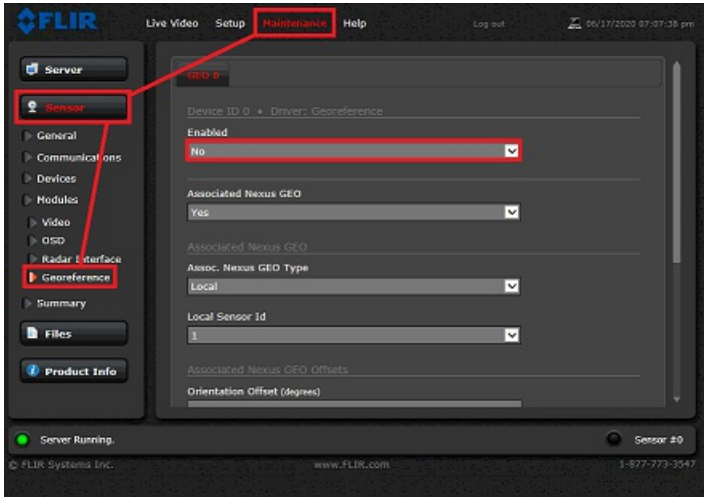 FLIR
Live Video Setup Maintenance Help Log out 06/17/2020 07:07:38 pm
Server
Sensor
General
Communications
Devices
Modules
Video
OSD
Radar Interface
Georeference
Summary
Files
Product Info
GEO 0
Device ID 0 • Driver: Georeference
Enabled
No
Associated Nexus GEO
Yes
Associated Nexus GEO
Assoc. Nexus GEO Type
Local
Local Sensor Id
1
Associated Nexus GEO Offsets
Orientation Offset (degrees)
Server Running. Sensor #0
© FLIR Systems Inc. www.FLIR.com 1-877-773-3547